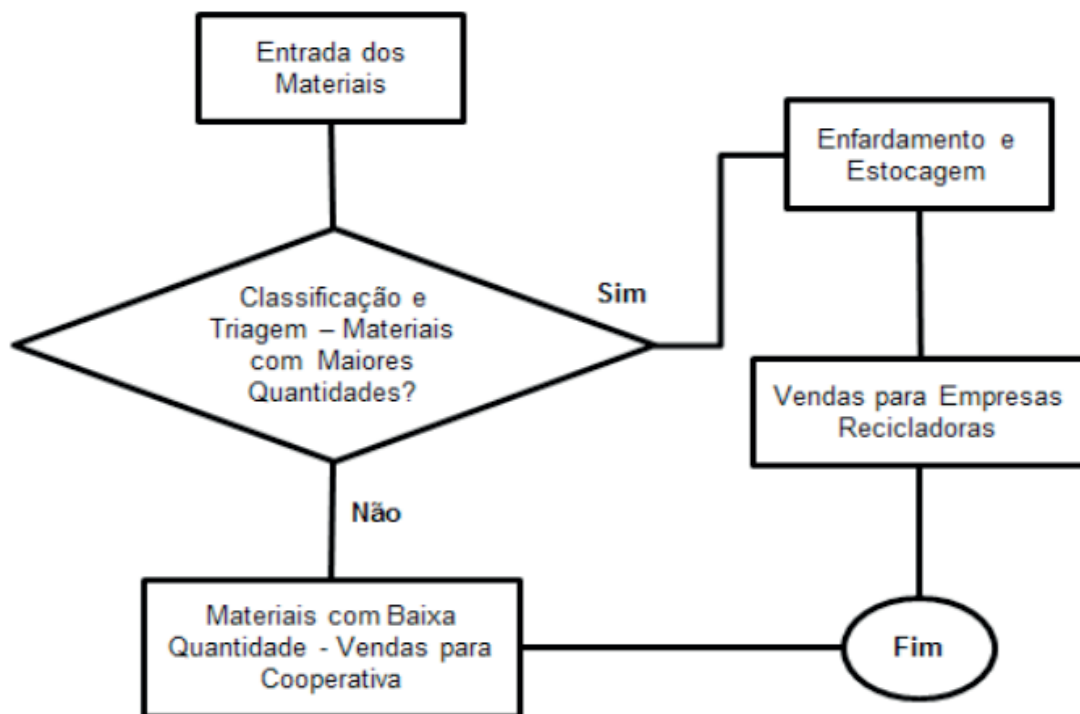 Entrada dos
Materiais
Enfardamento e
Estocagem
Classificação e
Triagem – Materiais
com Maiores
Quantidades?
Sim
Vendas para Empresas
Recicladoras
Não
Materiais com Baixa
Quantidade - Vendas para
Cooperativa
Fim